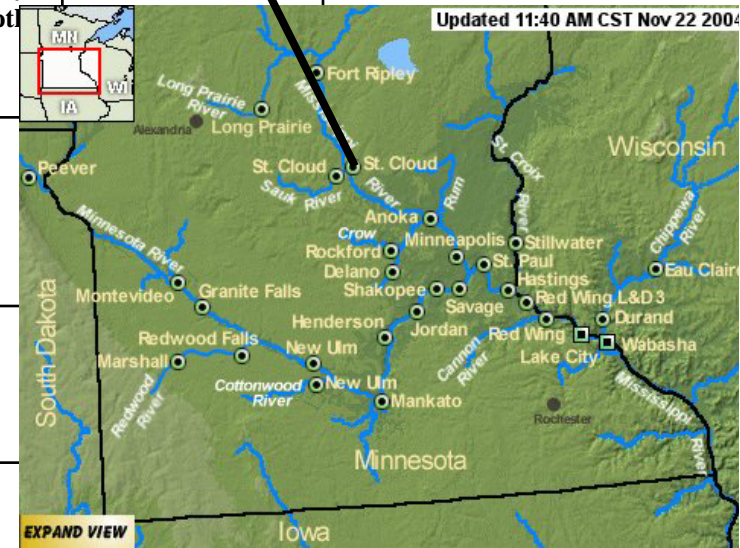 otl
Updated 11:40 AM CST Nov 22 2004
MN
WI
IA
Fort Ripley
Long Prairie River
Mississippi River
Long Prairie
Alexandria
Wisconsin
St. Croix River
St. Cloud
St. Cloud
Peever
Sauk River
Rum
Chippewa River
Anoka
Minnesota River
Crow
Minneapolis
Stillwater
Rockford
St. Paul
Delano
Eau Claire
Hastings
Montevideo
Granite Falls
Shakopee
Savage
Red Wing L&D3
South Dakota
Henderson
Jordan
Durand
Redwood Falls
Red Wing
New Ulm
Cannon River
Lake City
Wabasha
Marshall
Cottonwood River
New Ulm
Redwood River
Mankato
Mississippi River
Rochester
Minnesota
EXPAND VIEW
Iowa